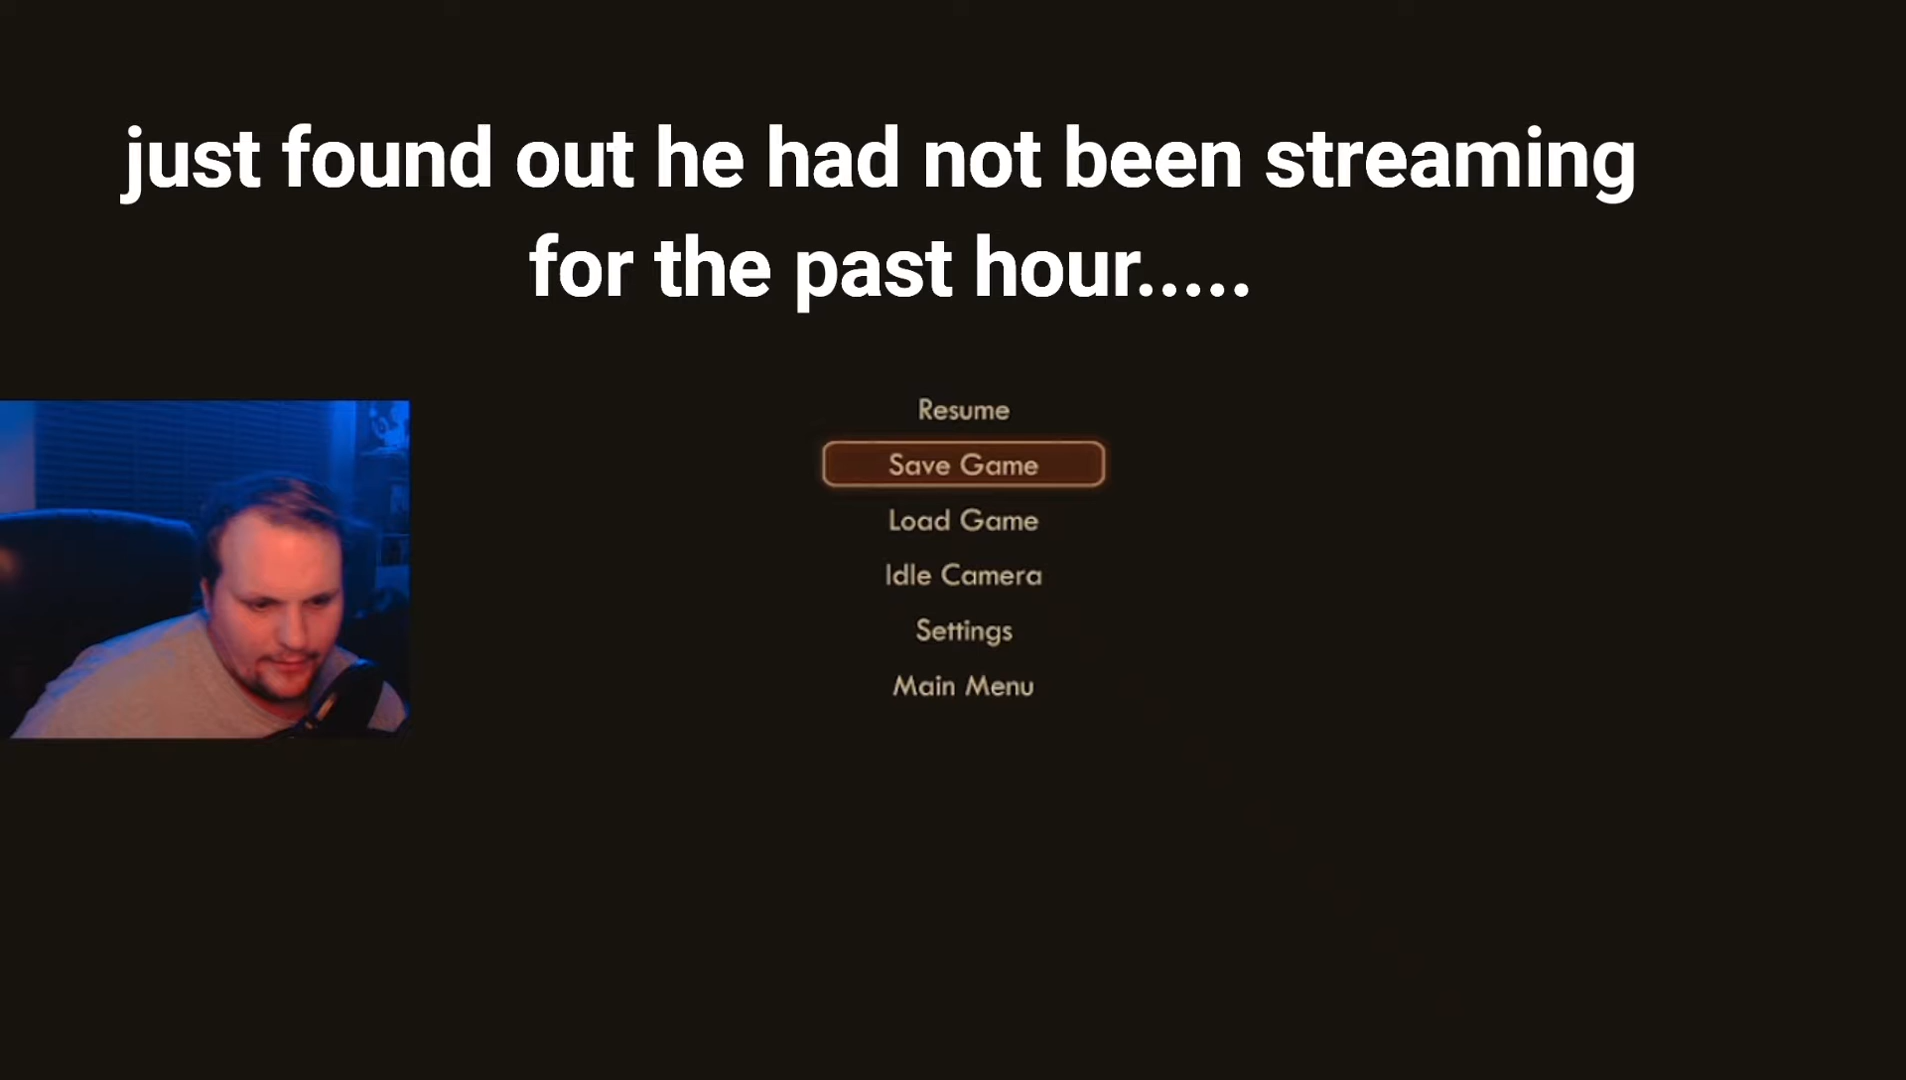 just found out he had not been streaming
for the past hour.....
Resume
Save Game
Load Game
Idle Camera
Settings
Main Menu